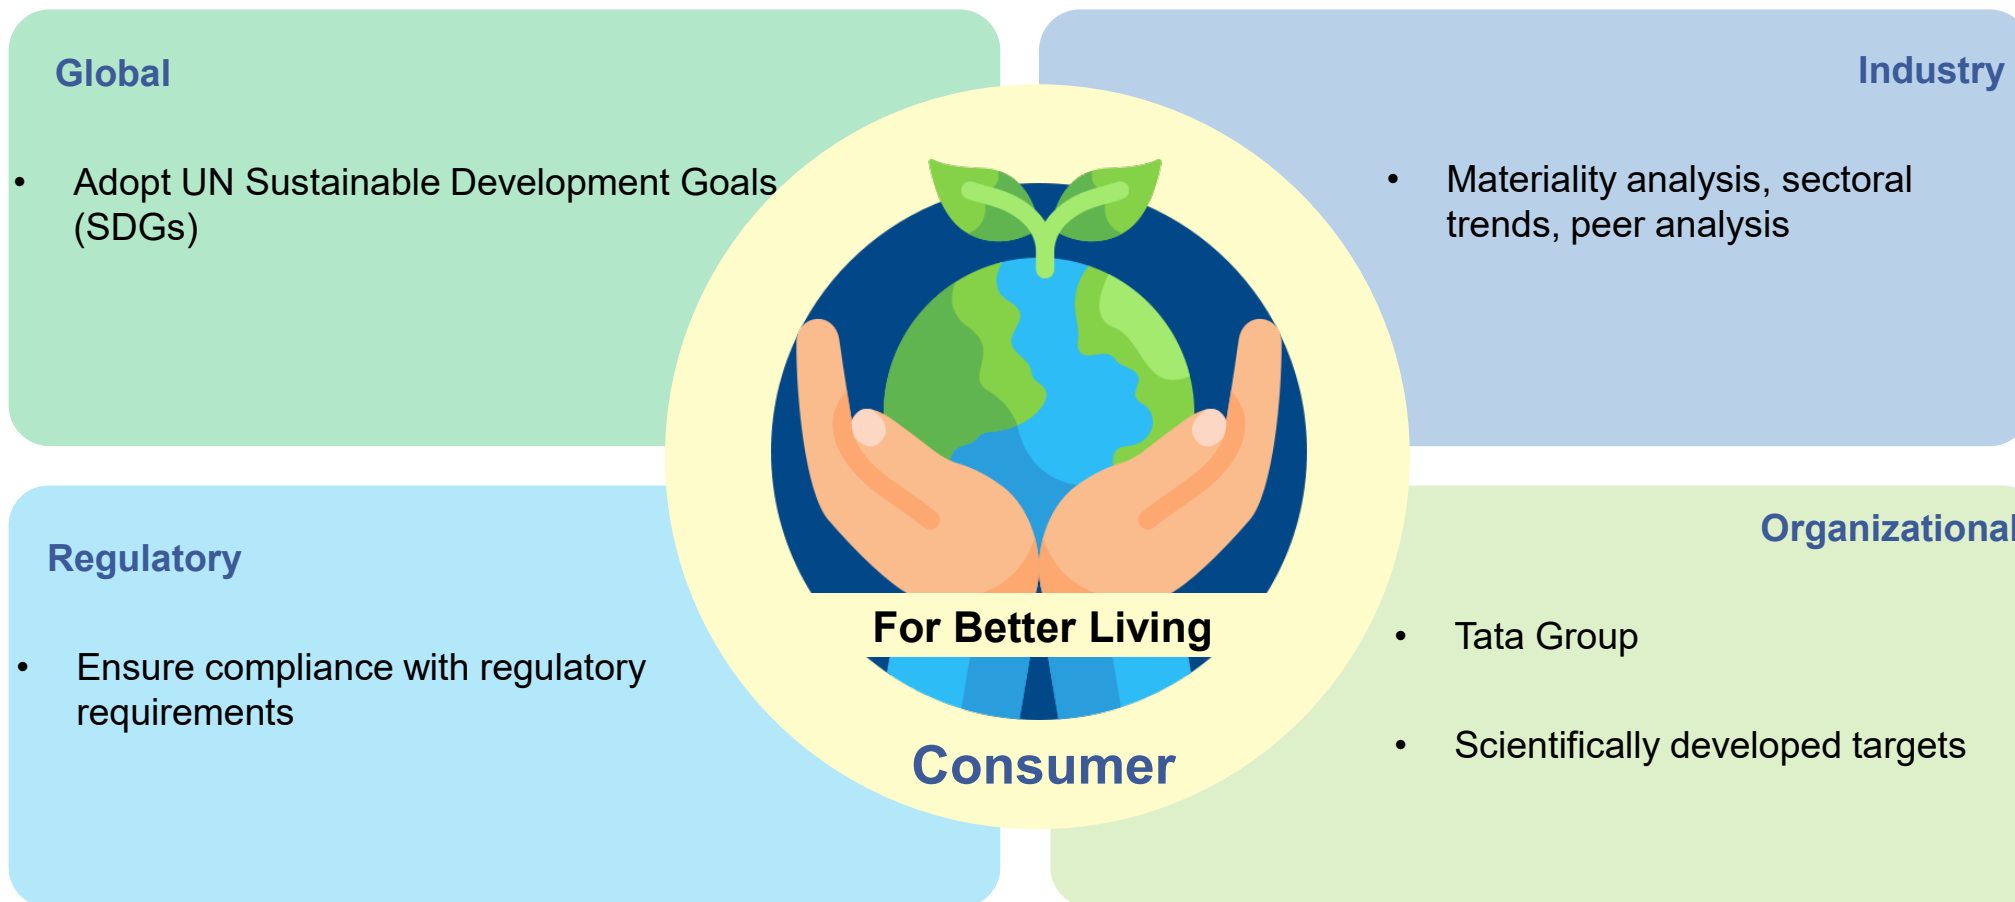 Global
• Adopt UN Sustainable Development Goals
(SDGs)
Industry
• Materiality analysis, sectoral
trends, peer analysis
For Better Living
Consumer
Regulatory
• Ensure compliance with regulatory
requirements
Organizational
• Tata Group
• Scientifically developed targets